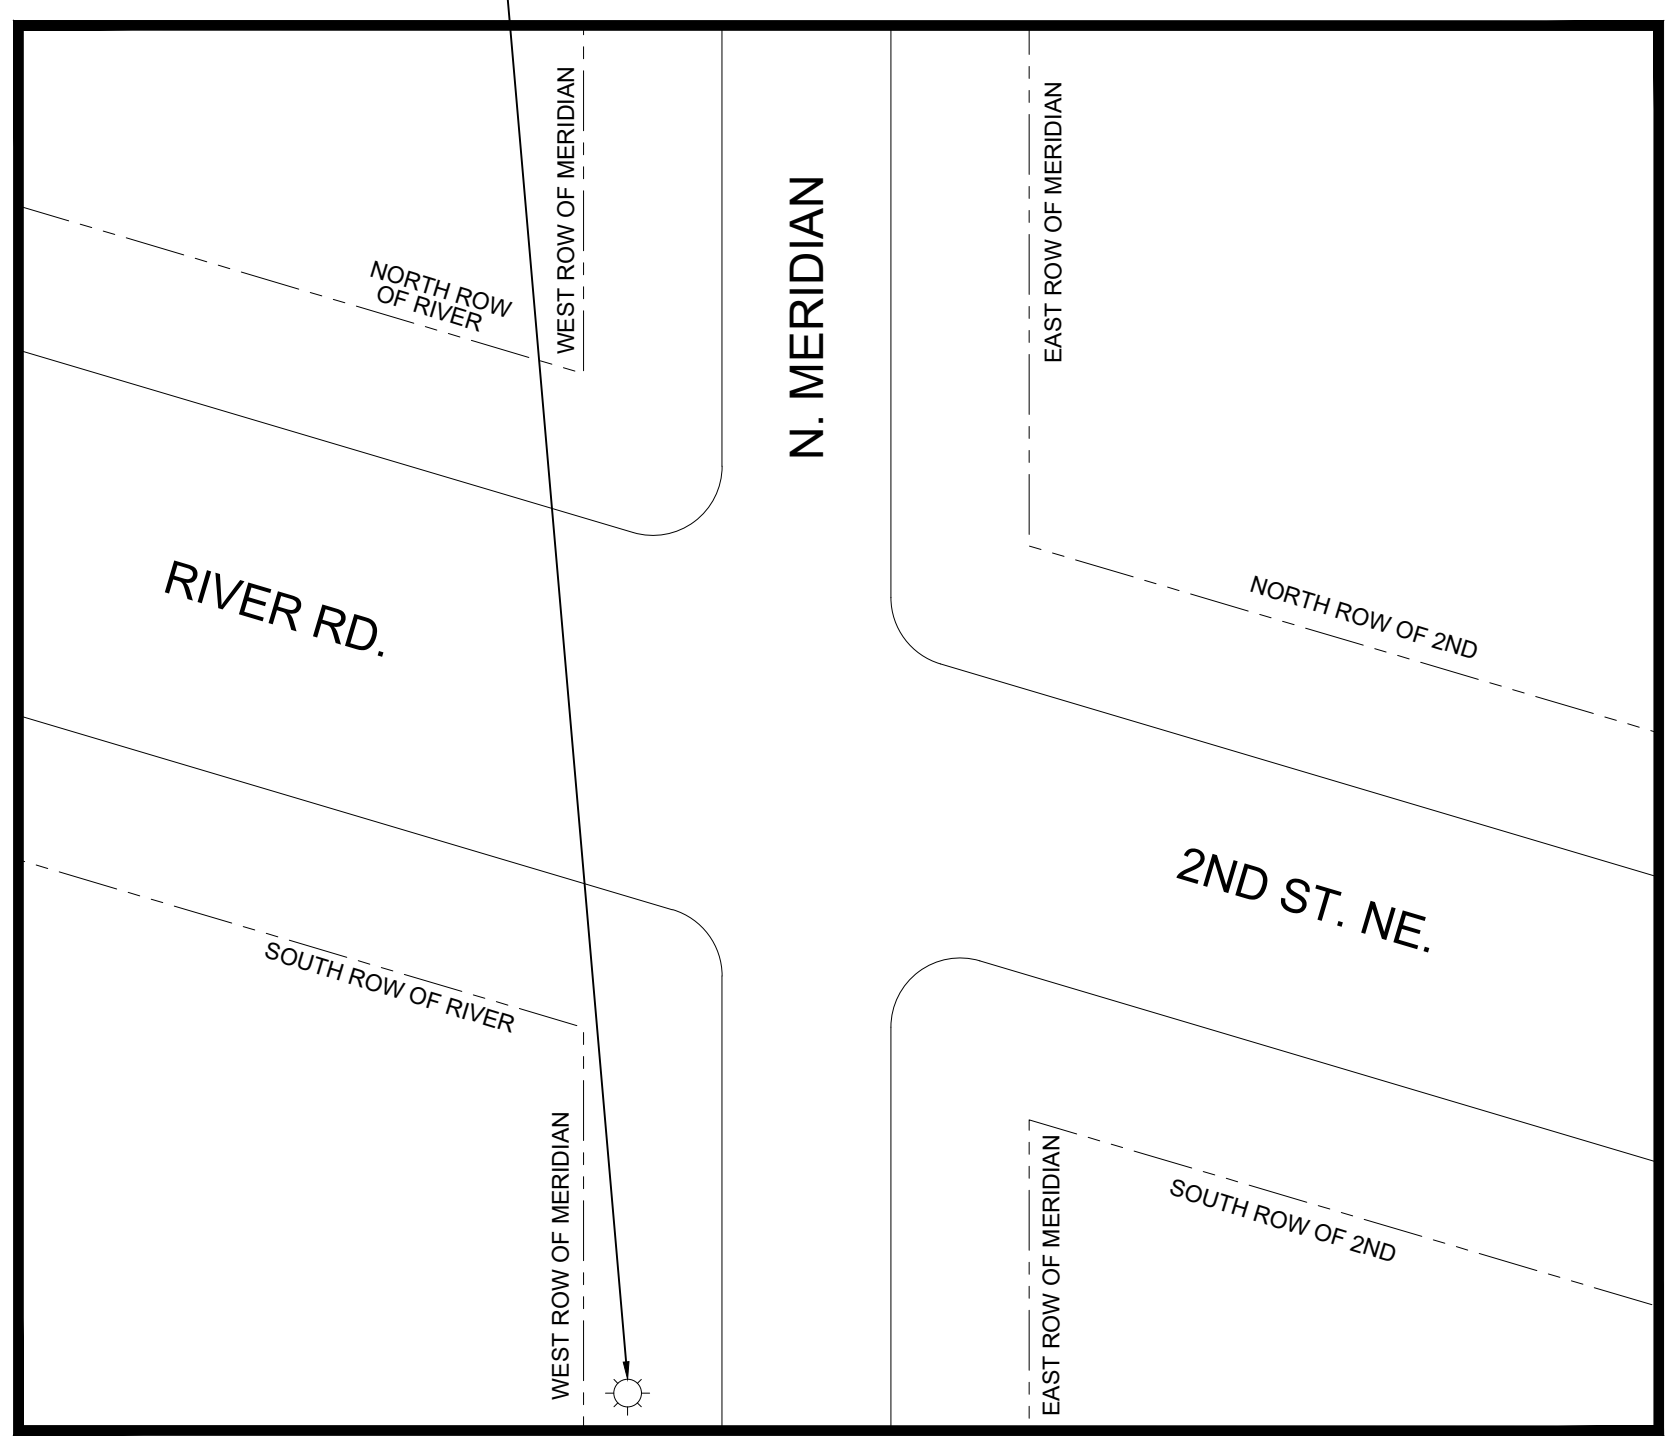 WEST ROW OF MERIDIAN
EAST ROW OF MERIDIAN
N. MERIDIAN
NORTH ROW
OF RIVER
RIVER RD.
NORTH ROW OF 2ND
2ND ST. NE.
SOUTH ROW OF RIVER
WEST ROW OF MERIDIAN
EAST ROW OF MERIDIAN
SOUTH ROW OF 2ND